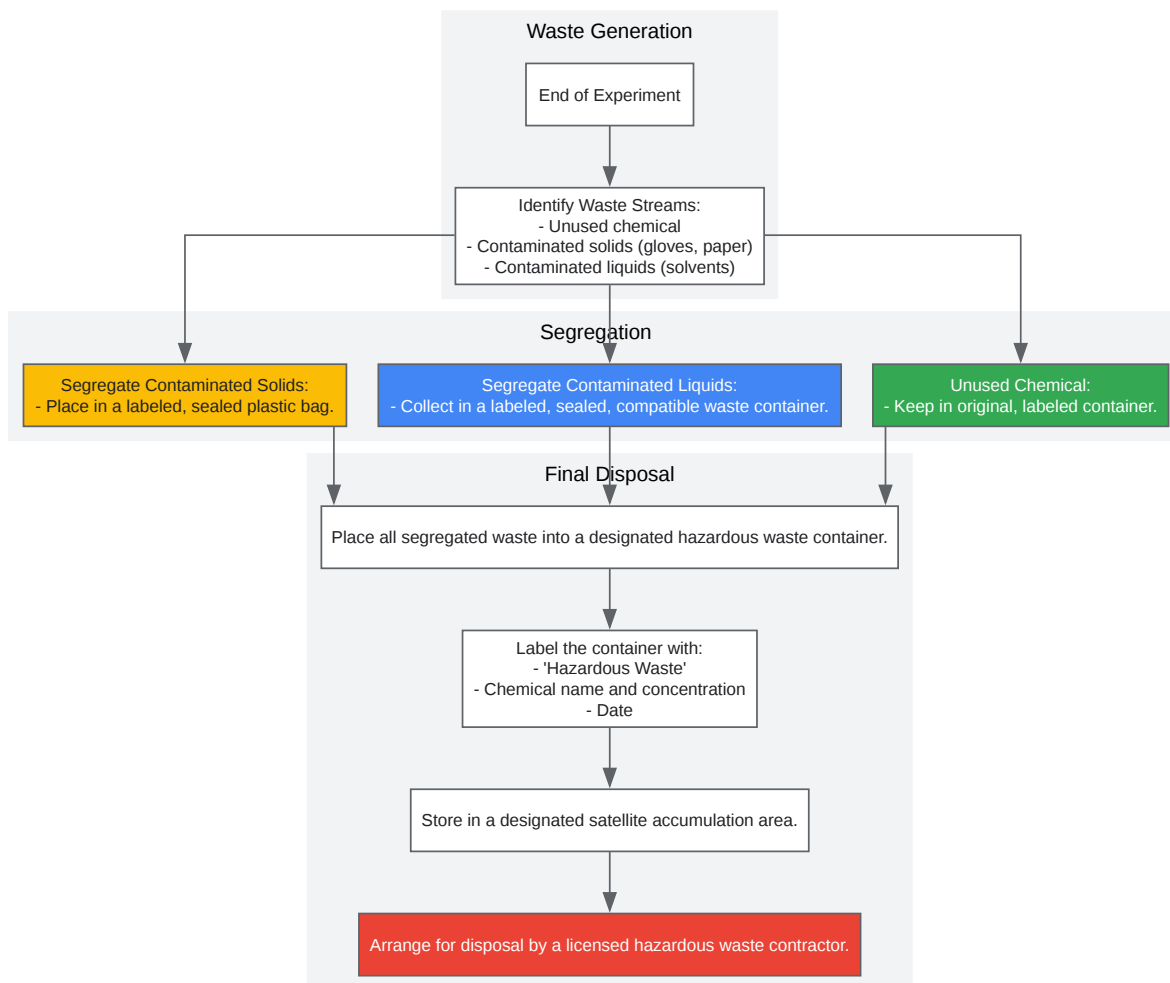 Waste Generation
End of Experiment
Identify Waste Streams:
- Unused chemical
- Contaminated solids (gloves, paper)
- Contaminated liquids (solvents)
Segregation
Segregate Contaminated Solids:
- Place in a labeled, sealed plastic bag.
Segregate Contaminated Liquids:
- Collect in a labeled, sealed, compatible waste container.
Unused Chemical:
- Keep in original, labeled container.
Final Disposal
Place all segregated waste into a designated hazardous waste container.
Label the container with:
- 'Hazardous Waste'
- Chemical name and concentration
- Date
Store in a designated satellite accumulation area.
Arrange for disposal by a licensed hazardous waste contractor.